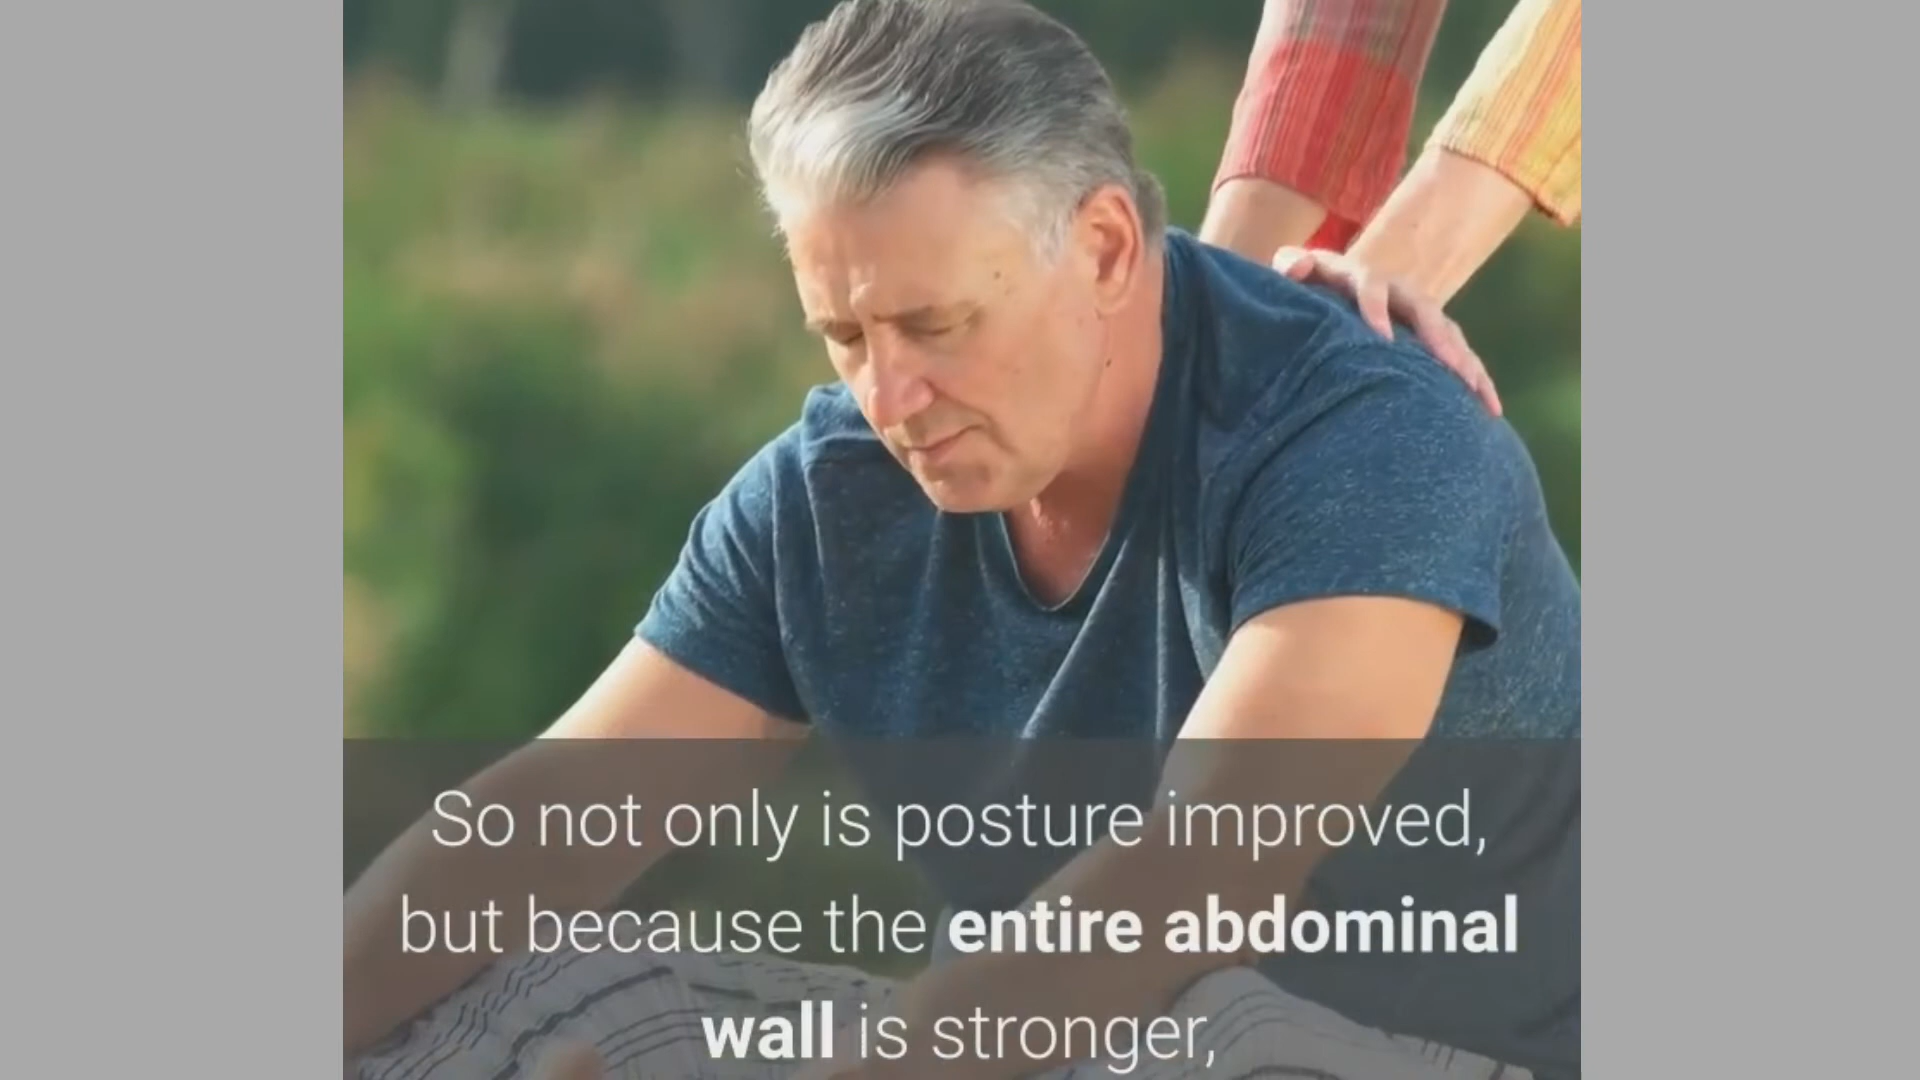 So not only is posture improved,
but because the entire abdominal
wall is stronger,